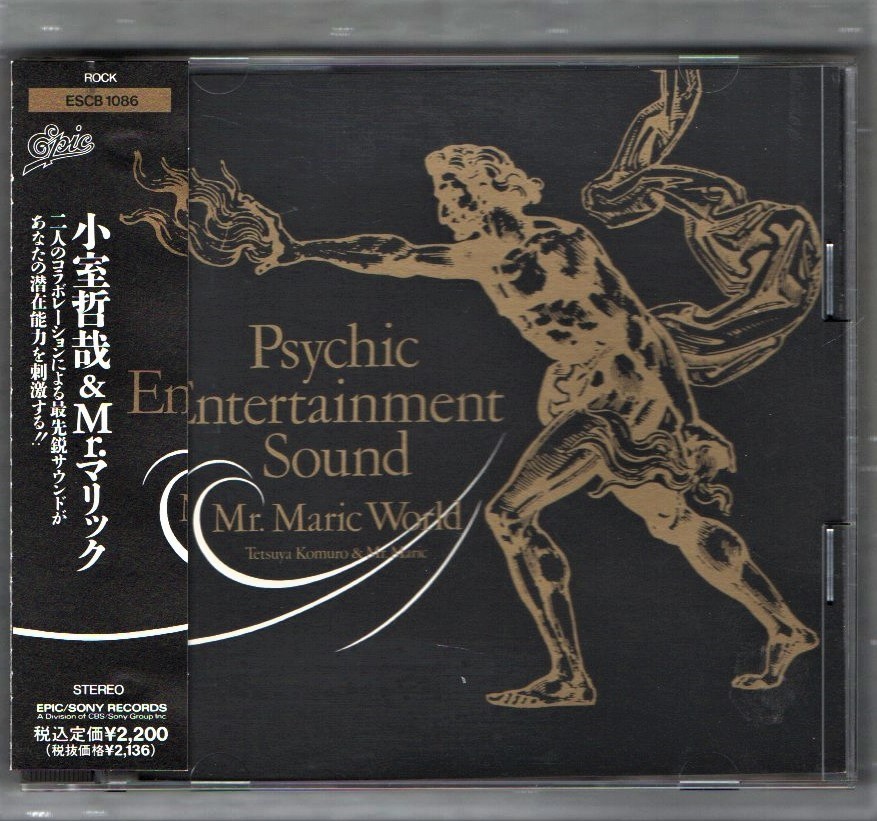 ROCK
ESCB 1086
Epic
小室哲哉&Mr.マリック
二人のコラボレーションによる最先鋭サウンドが
あなたの潜在能力を刺激する!!
En
STEREO
EPIC/SONY RECORDS
A Division of CBS/Sony Group Inc
税込定価¥2,200
(税抜価格¥2,136)
Psychic
Entertainment
Sound
Mr. Maric World
Tetsuya Komuro & Mr. Maric